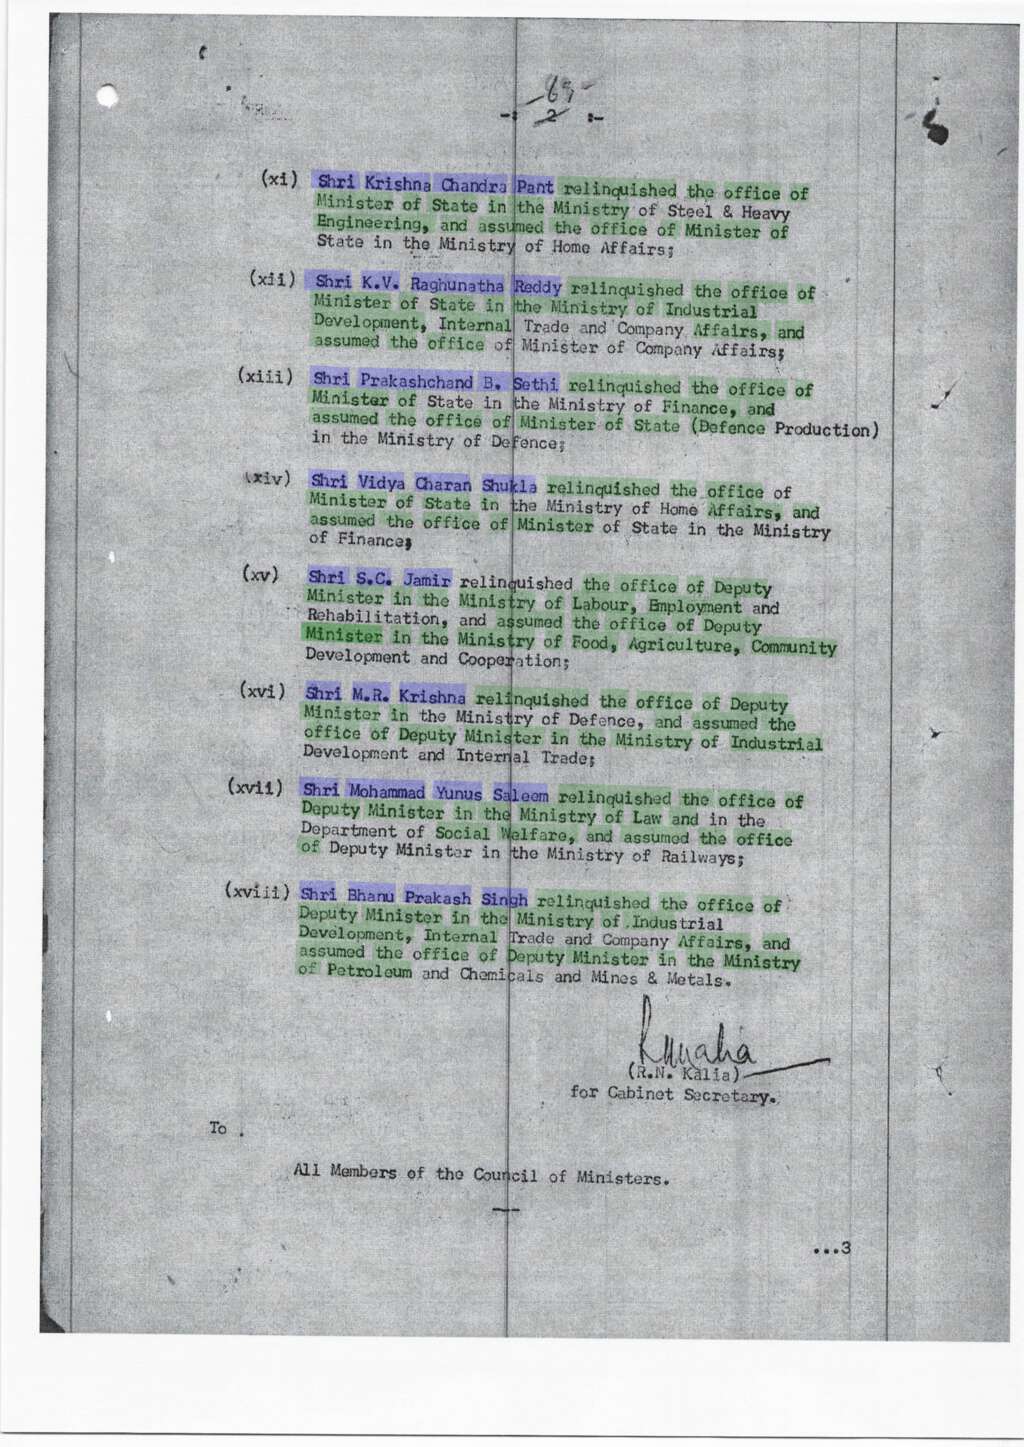 -69-
-: 2 :-
(xi) Shri Krishna Chandra Pant relinquished the office of
Minister of State in the Ministry of Steel & Heavy
Engineering, and assumed the office of Minister of
State in the Ministry of Home Affairs;
(xii) Shri K.V. Raghunatha Reddy relinquished the office of
Minister of State in the Ministry of Industrial
Development, Internal Trade and Company Affairs, and
assumed the office of Minister of Company Affairs;
(xiii) Shri Prakashchand B. Sethi relinquished the office of
Minister of State in the Ministry of Finance, and
assumed the office of Minister of State (Defence Production)
in the Ministry of Defence;
(xiv) Shri Vidya Charan Shukla relinquished the office of
Minister of State in the Ministry of Home Affairs, and
assumed the office of Minister of State in the Ministry
of Finance;
(xv) Shri S.C. Jamir relinquished the office of Deputy
Minister in the Ministry of Labour, Employment and
Rehabilitation, and assumed the office of Deputy
Minister in the Ministry of Food, Agriculture, Community
Development and Cooperation;
(xvi) Shri M.R. Krishna relinquished the office of Deputy
Minister in the Ministry of Defence, and assumed the
office of Deputy Minister in the Ministry of Industrial
Development and Internal Trade;
(xvii) Shri Mohammad Yunus Saleem relinquished the office of
Deputy Minister in the Ministry of Law and in the
Department of Social Welfare, and assumed the office
of Deputy Minister in the Ministry of Railways;
(xviii) Shri Bhanu Prakash Singh relinquished the office of
Deputy Minister in the Ministry of Industrial
Development, Internal Trade and Company Affairs, and
assumed the office of Deputy Minister in the Ministry
of Petroleum and Chemicals and Mines & Metals.
(R.N. Kalia)
for Cabinet Secretary.
To
All Members of the Council of Ministers.
...3